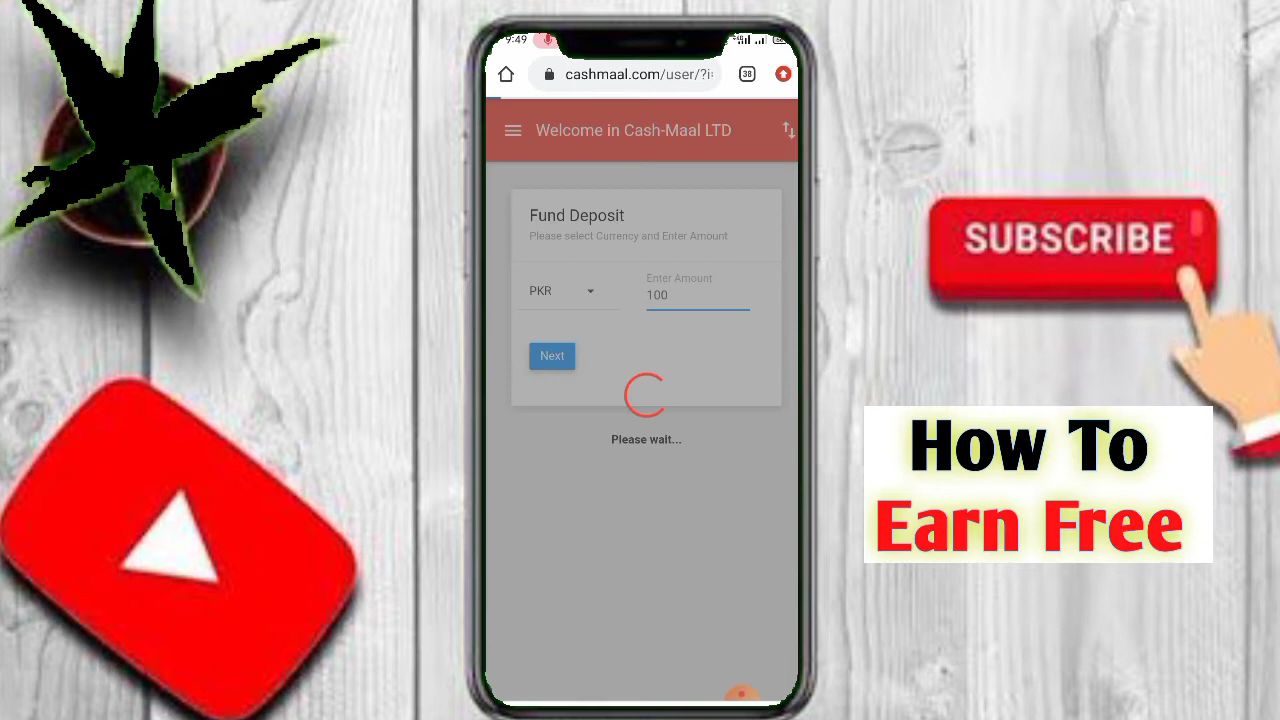 9:49
cashmaal.com/user/?i
38
Welcome in Cash-Maal LTD
Fund Deposit
Please select Currency and Enter Amount
Enter Amount
PKR
100
Next
Please wait...
SUBSCRIBE
How To
Earn Free